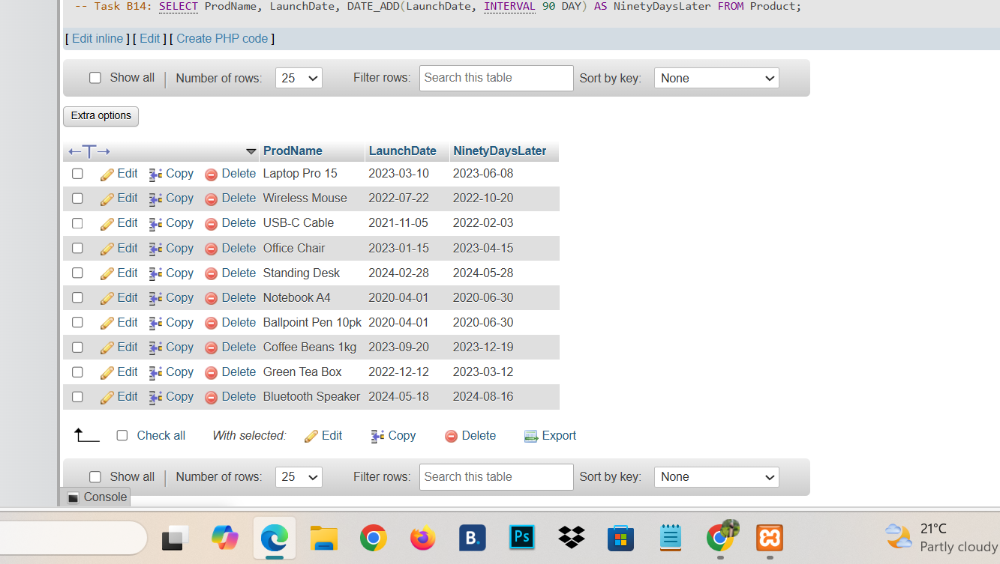 -- Task B14: SELECT ProdName, LaunchDate, DATE_ADD(LaunchDate, INTERVAL 90 DAY) AS NinetyDaysLater FROM Product;
[ Edit inline ] [ Edit ] [ Create PHP code ]
Show all Number of rows: 25 Filter rows: Search this table Sort by key: None
Extra options
ProdName LaunchDate NinetyDaysLater
Edit Copy Delete Laptop Pro 15 2023-03-10 2023-06-08
Edit Copy Delete Wireless Mouse 2022-07-22 2022-10-20
Edit Copy Delete USB-C Cable 2021-11-05 2022-02-03
Edit Copy Delete Office Chair 2023-01-15 2023-04-15
Edit Copy Delete Standing Desk 2024-02-28 2024-05-28
Edit Copy Delete Notebook A4 2020-04-01 2020-06-30
Edit Copy Delete Ballpoint Pen 10pk 2020-04-01 2020-06-30
Edit Copy Delete Coffee Beans 1kg 2023-09-20 2023-12-19
Edit Copy Delete Green Tea Box 2022-12-12 2023-03-12
Edit Copy Delete Bluetooth Speaker 2024-05-18 2024-08-16
Check all With selected: Edit Copy Delete Export
Show all Number of rows: 25 Filter rows: Search this table Sort by key: None
Console
B. Ps 21°C
Partly cloudy